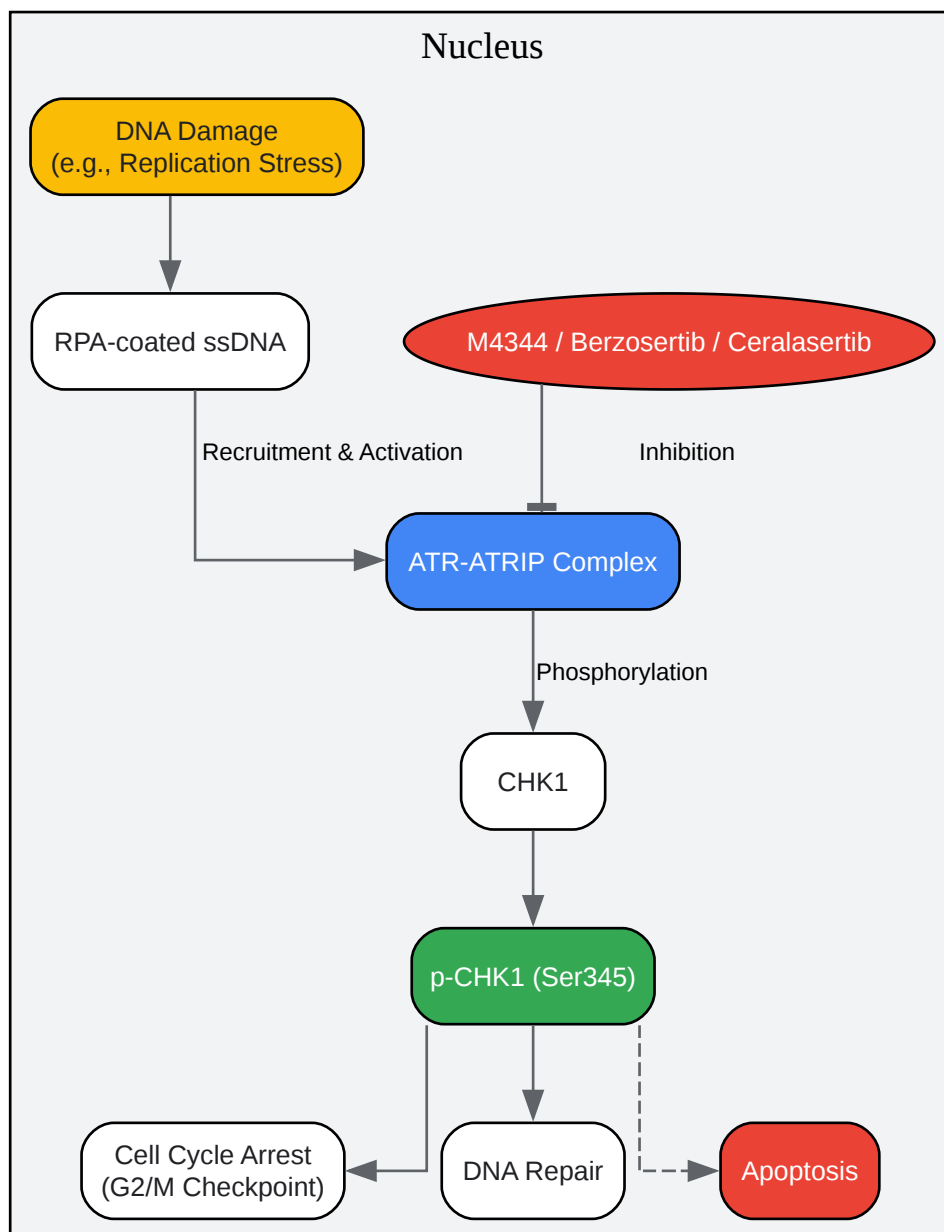 Nucleus
DNA Damage
(e.g., Replication Stress)
RPA-coated ssDNA
M4344 / Berzosertib / Ceralasertib
Recruitment & Activation
Inhibition
ATR-ATRIP Complex
Phosphorylation
CHK1
p-CHK1 (Ser345)
Cell Cycle Arrest
(G2/M Checkpoint)
DNA Repair
Apoptosis